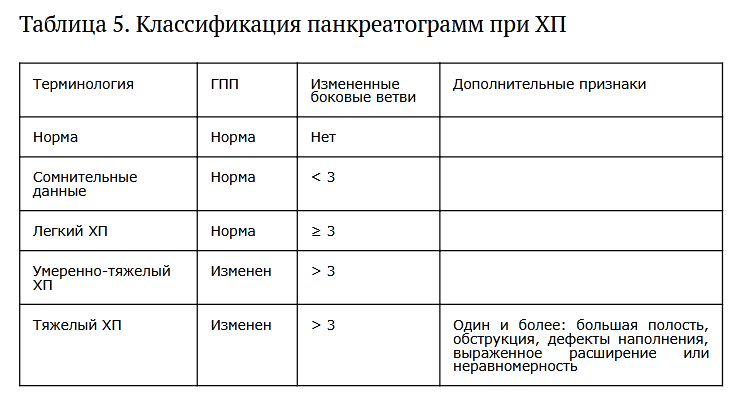 Таблица 5. Классификация панкреатограмм при ХП
Терминология ГПП Измененные боковые ветви Дополнительные признаки
Норма Норма Нет
Сомнительные данные Норма < 3
Легкий ХП Норма ≥ 3
Умеренно-тяжелый ХП Изменен > 3
Тяжелый ХП Изменен > 3 Один и более: большая полость,
обструкция, дефекты наполнения,
выраженное расширение или
неравномерность